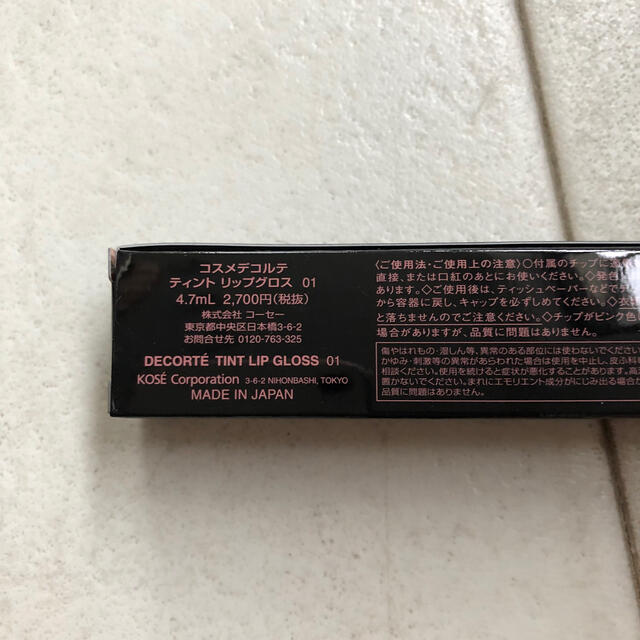 コスメデコルテ
ティント リップグロス 01
4.7mL 2,700円(税抜)
株式会社 コーセー
東京都中央区日本橋3-6-2
お問合せ先 0120-763-325
DECORTÉ TINT LIP GLOSS 01
KOSÉ Corporation 3-6-2 NIHONBASHI, TOKYO
MADE IN JAPAN
〈ご使用法・ご使用上の注意〉◇付属のチップに
直接、または口紅のあとにお使いください。◇発色
あります。◇ご使用後は、ティッシュペーパーなどで
から容器に戻し、キャップを必ずしめてください。◇衣
と落ちませんのでご注意ください。◇チップがピンク色
場合がありますが、品質に問題はありません。
傷やはれもの・湿しん等、異常のある部位には使わないでくださ
かゆみ・刺激等の異常があらわれた場合は使用を中止し、
相談ください。使用を続けると症状が悪化することがあります。
置かないでください。まれにエモリエント成分がにじみ出る場合
品質に問題はありません。